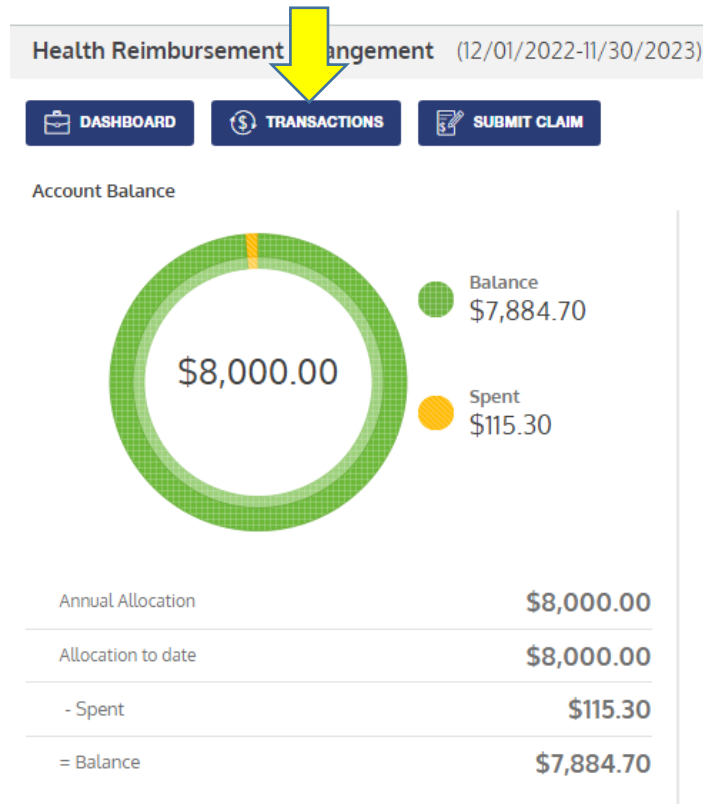 Health Reimbursement angement (12/01/2022-11/30/2023)
DASHBOARD TRANSACTIONS SUBMIT CLAIM
Account Balance
Balance
$7,884.70
$8,000.00
Spent
$115.30
Annual Allocation $8,000.00
Allocation to date $8,000.00
- Spent $115.30
= Balance $7,884.70